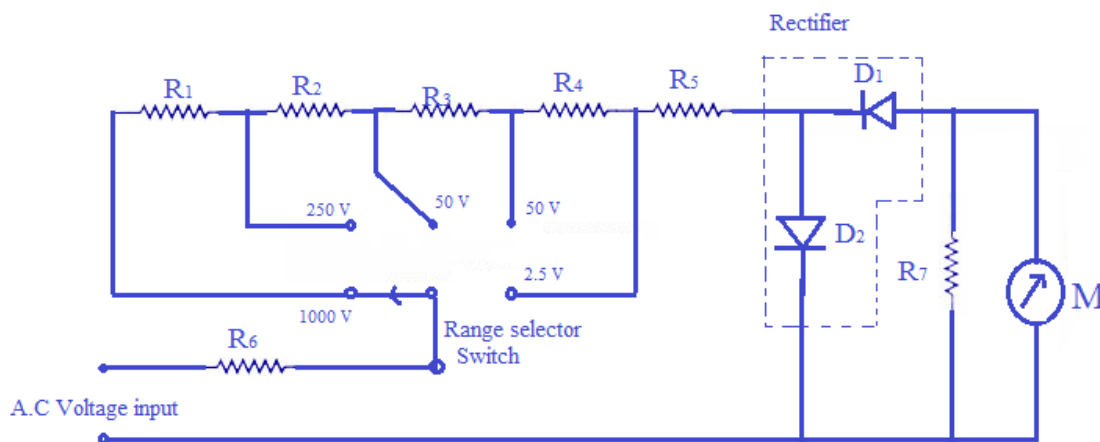 Rectifier
R1
R2
R3
R4
R5
D1
250 V
50 V
50 V
D2
R7
M
2.5 V
1000 V
Range selector
Switch
R6
A.C Voltage input